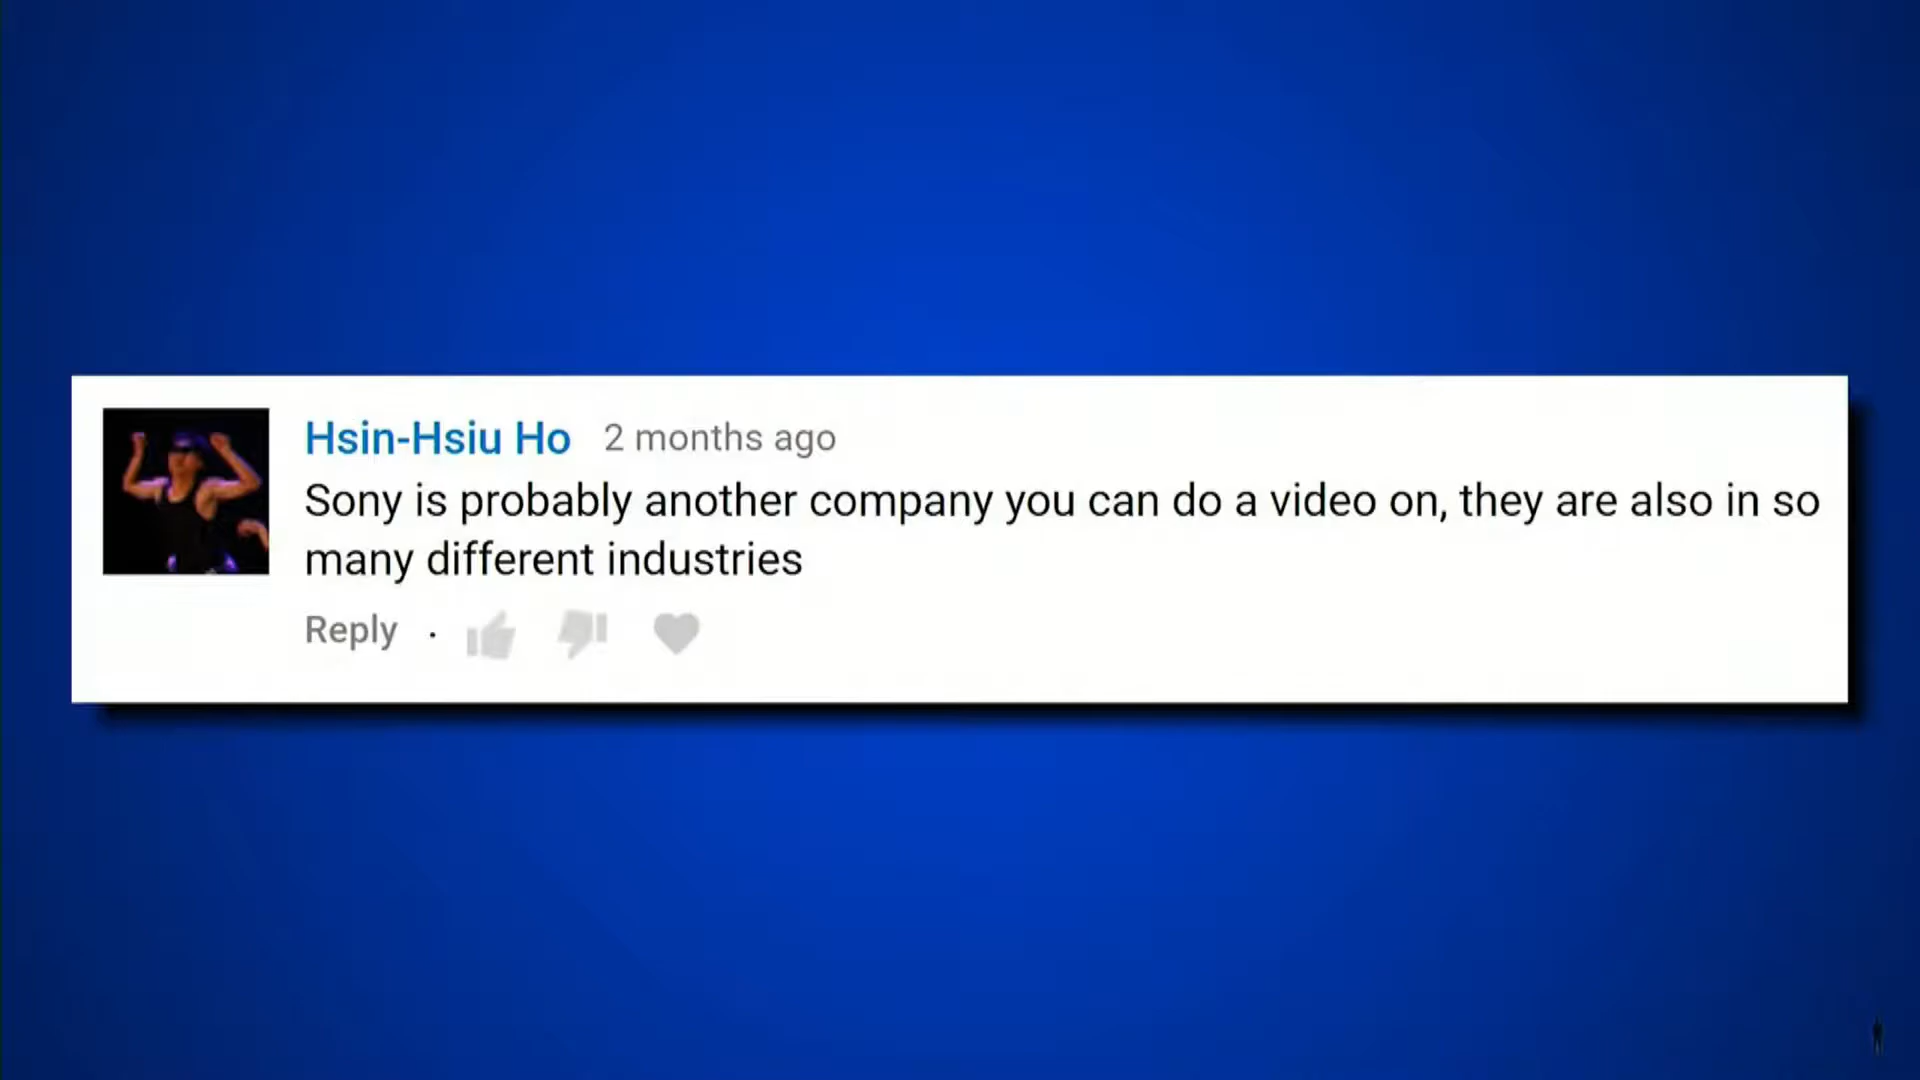 Hsin-Hsiu Ho 2 months ago
Sony is probably another company you can do a video on, they are also in so
many different industries
Reply ·